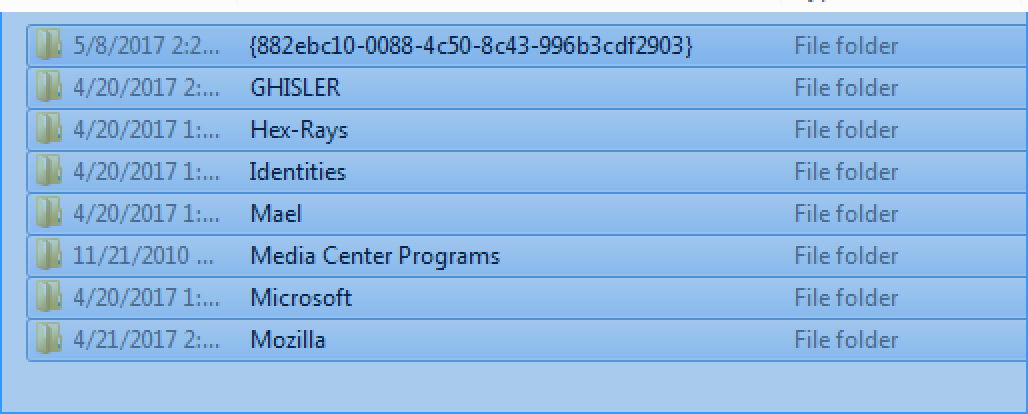 5/8/2017 2:2... {882ebc10-0088-4c50-8c43-996b3cdf2903} File folder
4/20/2017 2:... GHISLER File folder
4/20/2017 1:... Hex-Rays File folder
4/20/2017 1:... Identities File folder
4/20/2017 1:... Mael File folder
11/21/2010 ... Media Center Programs File folder
4/20/2017 1:... Microsoft File folder
4/21/2017 2:... Mozilla File folder